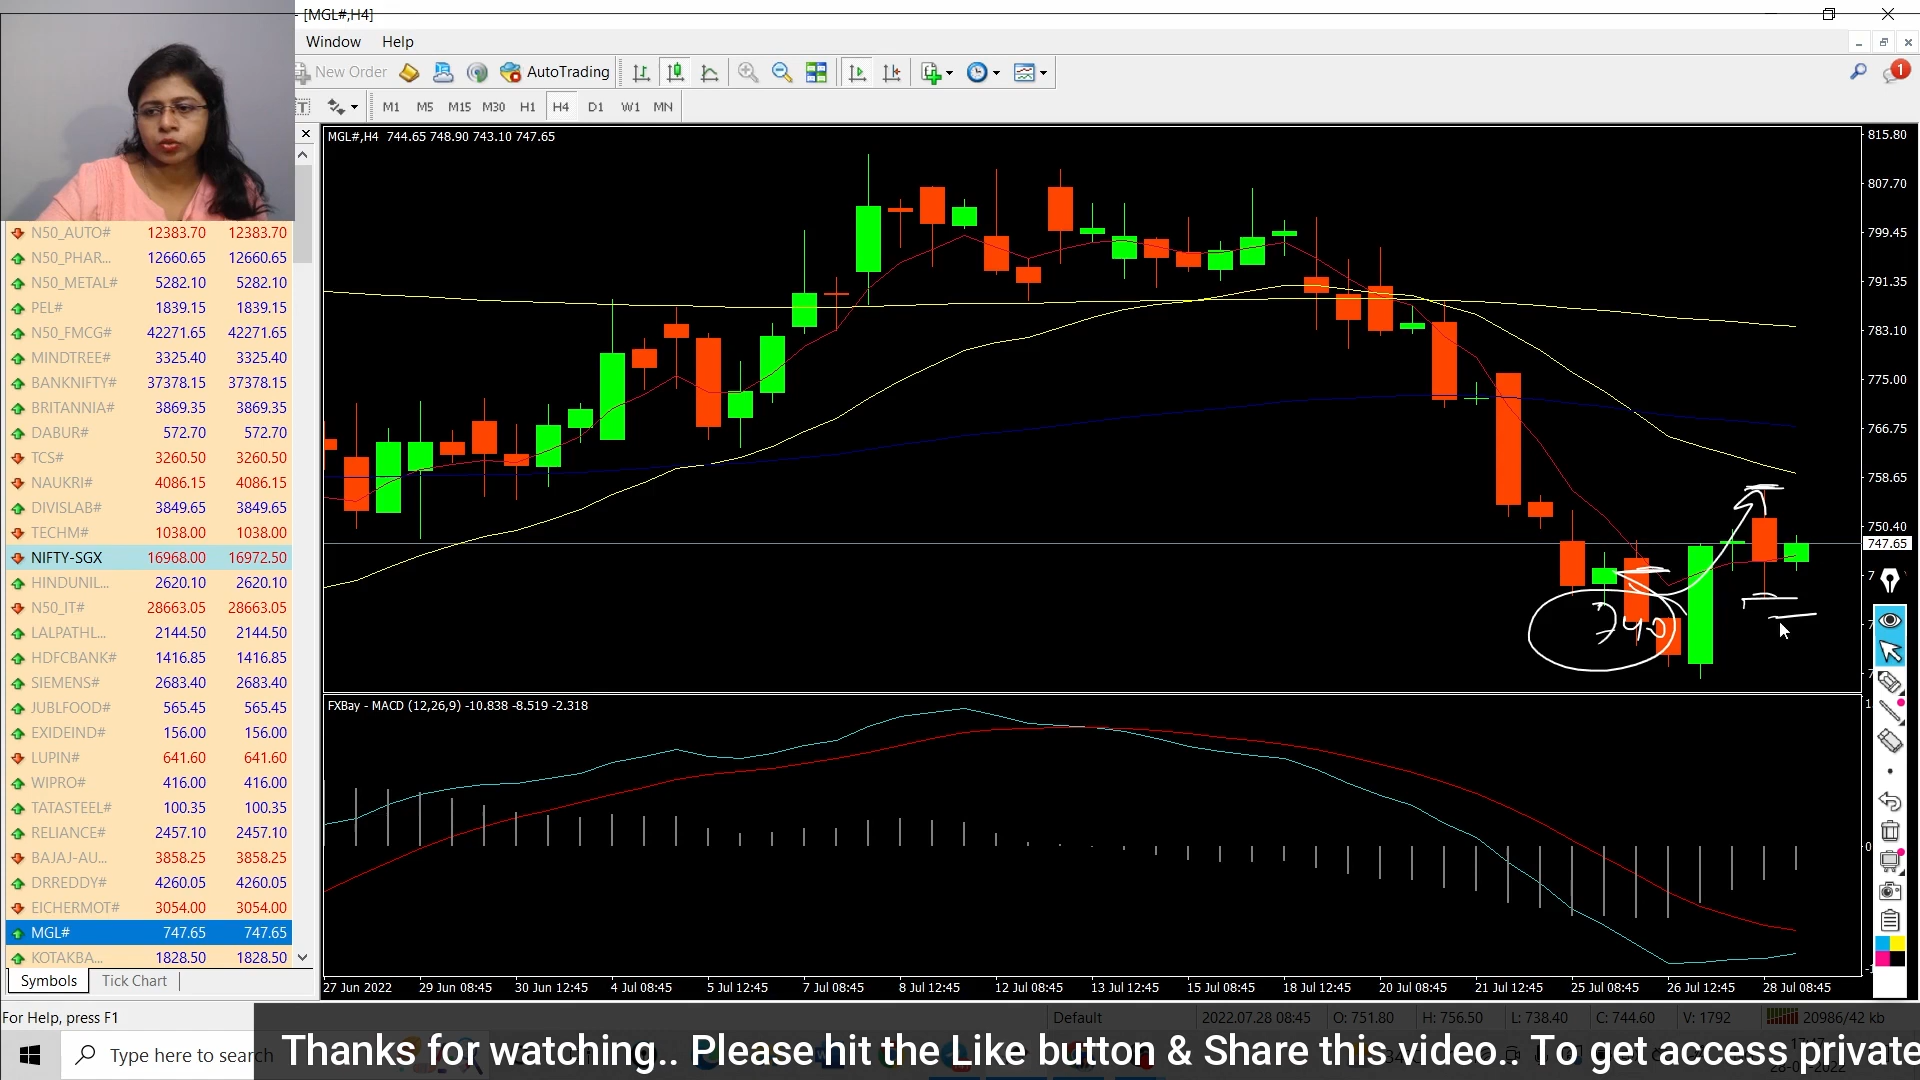 [MGL#,H4]
Window Help
New Order AutoTrading
1
T M1 M5 M15 M30 H1 H4 D1 W1 MN
MGL#,H4 744.65 748.90 743.10 747.65
815.80
807.70
799.45
791.35
783.10
775.00
766.75
758.65
750.40
747.65
740
N50_AUTO# 12383.70 12383.70
N50_PHAR... 12660.65 12660.65
N50_METAL# 5282.10 5282.10
PEL# 1839.15 1839.15
N50_FMCG# 42271.65 42271.65
MINDTREE# 3325.40 3325.40
BANKNIFTY# 37378.15 37378.15
BRITANNIA# 3869.35 3869.35
DABUR# 572.70 572.70
TCS# 3260.50 3260.50
NAUKRI# 4086.15 4086.15
DIVISLAB# 3849.65 3849.65
TECHM# 1038.00 1038.00
NIFTY-SGX 16968.00 16972.50
HINDUNIL... 2620.10 2620.10
N50_IT# 28663.05 28663.05
LALPATHL... 2144.50 2144.50
HDFCBANK# 1416.85 1416.85
SIEMENS# 2683.40 2683.40
JUBLFOOD# 565.45 565.45
EXIDEIND# 156.00 156.00
LUPIN# 641.60 641.60
WIPRO# 416.00 416.00
TATASTEEL# 100.35 100.35
RELIANCE# 2457.10 2457.10
BAJAJ-AU... 3858.25 3858.25
DRREDDY# 4260.05 4260.05
EICHERMOT# 3054.00 3054.00
MGL# 747.65 747.65
KOTAKBA... 1828.50 1828.50
Symbols Tick Chart
FXBay - MACD (12,26,9) -10.838 -8.519 -2.318
0
27 Jun 2022 29 Jun 08:45 30 Jun 12:45 4 Jul 08:45 5 Jul 12:45 7 Jul 08:45 8 Jul 12:45 12 Jul 08:45 13 Jul 12:45 15 Jul 08:45 18 Jul 12:45 20 Jul 08:45 21 Jul 12:45 25 Jul 08:45 26 Jul 12:45 28 Jul 08:45
For Help, press F1 Default 2022.07.28 08:45 O: 751.80 H: 756.50 L: 738.40 C: 744.60 V: 1792 20986/42 kb
Type here to search
Thanks for watching.. Please hit the Like button & Share this video.. To get access private